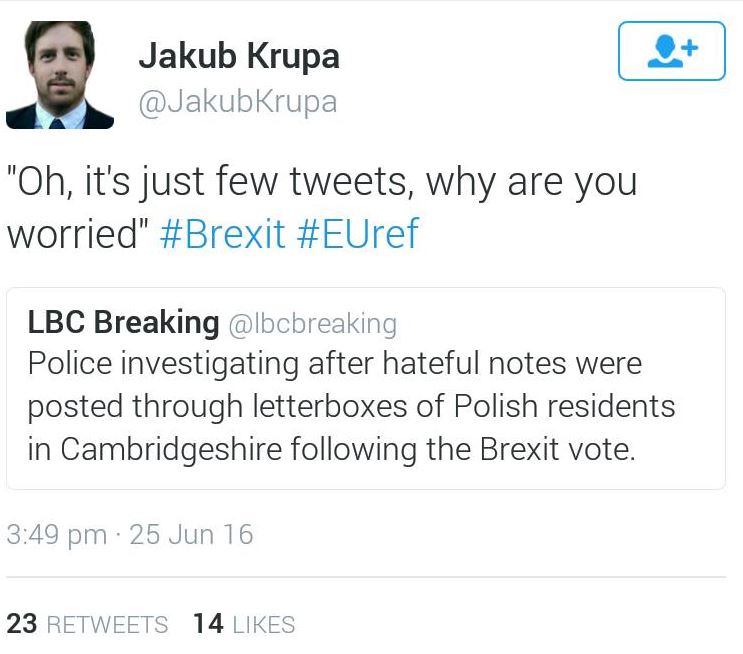 Jakub Krupa
@JakubKrupa
"Oh, it's just few tweets, why are you
worried" #Brexit #EUref
LBC Breaking @lbcbreaking
Police investigating after hateful notes were
posted through letterboxes of Polish residents
in Cambridgeshire following the Brexit vote.
3:49 pm · 25 Jun 16
23 RETWEETS 14 LIKES